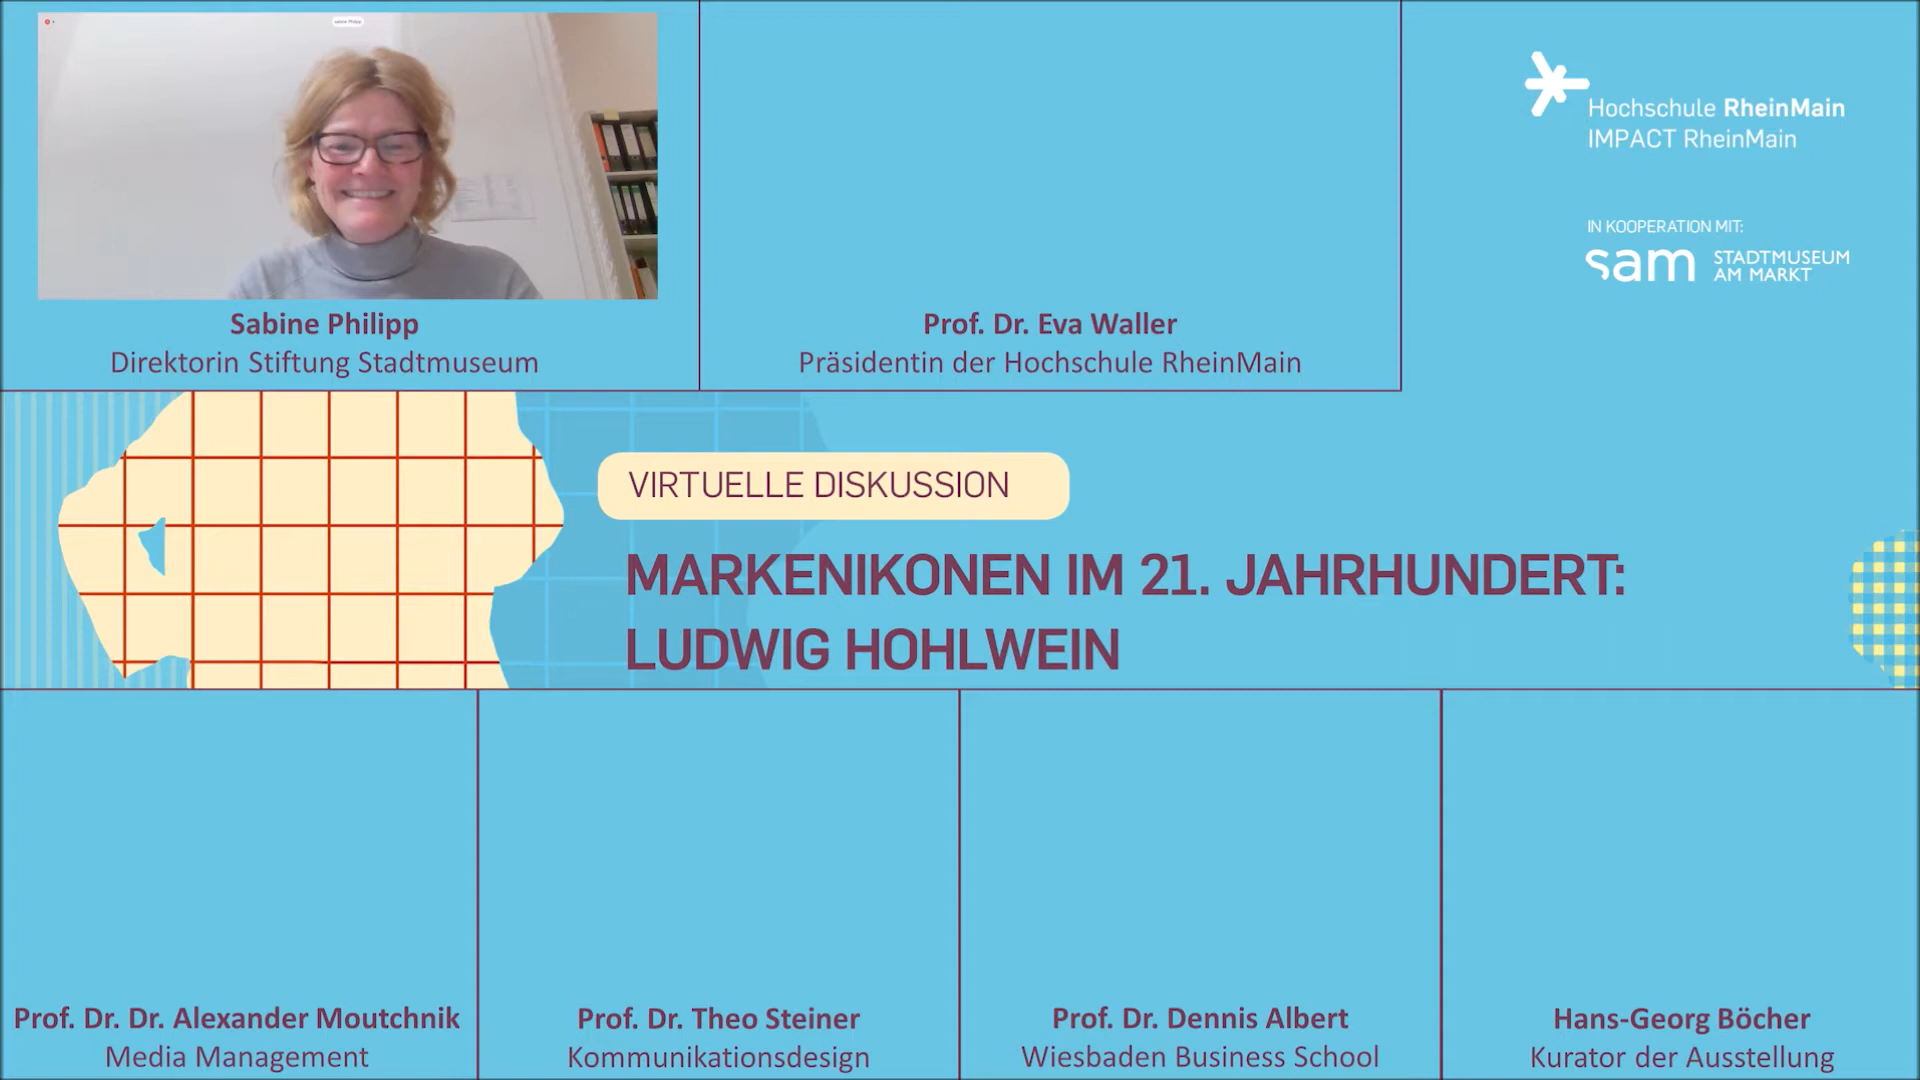 Sabine Philipp
Sabine Philipp
Direktorin Stiftung Stadtmuseum
Prof. Dr. Eva Waller
Präsidentin der Hochschule RheinMain
Hochschule RheinMain
IMPACT RheinMain
IN KOOPERATION MIT:
sam STADTMUSEUM
AM MARKT
VIRTUELLE DISKUSSION
MARKENIKONEN IM 21. JAHRHUNDERT:
LUDWIG HOHLWEIN
Prof. Dr. Dr. Alexander Moutchnik
Media Management
Prof. Dr. Theo Steiner
Kommunikationsdesign
Prof. Dr. Dennis Albert
Wiesbaden Business School
Hans-Georg Böcher
Kurator der Ausstellung